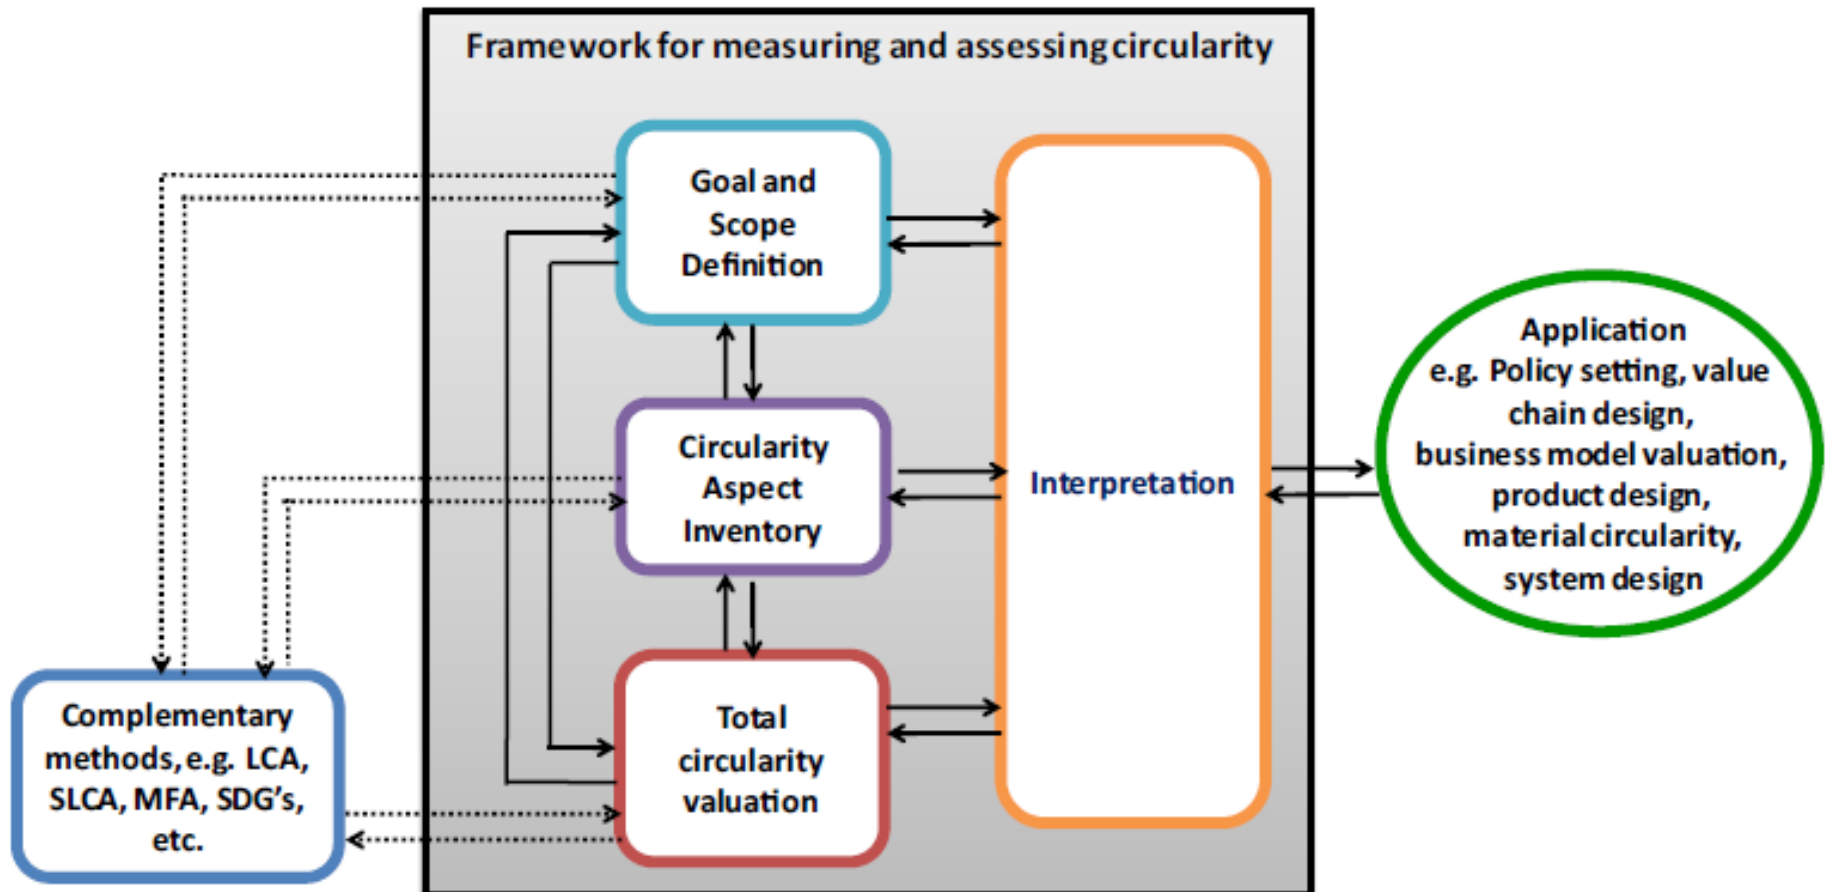 Framework for measuring and assessing circularity
Goal and
Scope
Definition
Circularity
Aspect
Inventory
Total
circularity
valuation
Interpretation
Application
e.g. Policy setting, value
chain design,
business model valuation,
product design,
material circularity,
system design
Complementary
methods, e.g. LCA,
SLCA, MFA, SDG's,
etc.